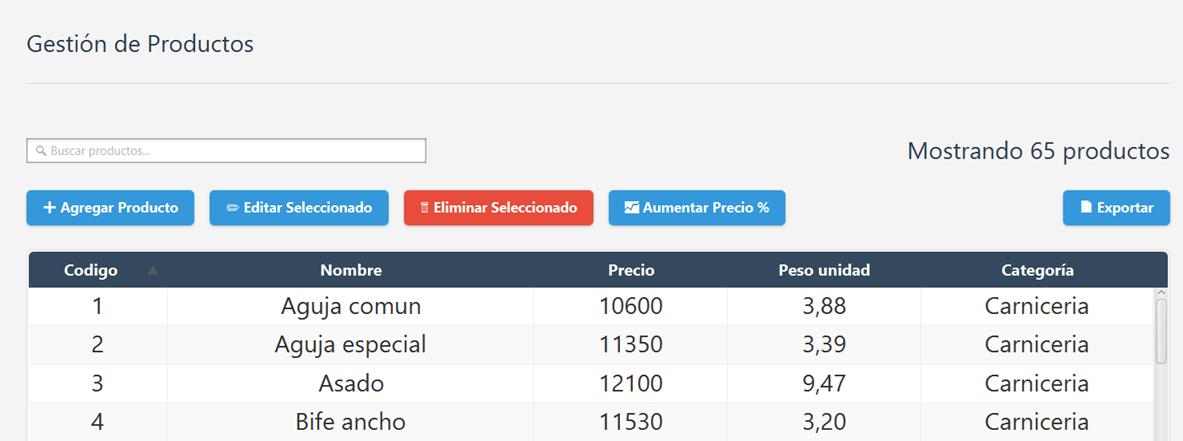 Gestión de Productos
Buscar productos...
Mostrando 65 productos
Agregar Producto Editar Seleccionado Eliminar Seleccionado Aumentar Precio % Exportar
Codigo Nombre Precio Peso unidad Categoría
1 Aguja comun 10600 3,88 Carniceria
2 Aguja especial 11350 3,39 Carniceria
3 Asado 12100 9,47 Carniceria
4 Bife ancho 11530 3,20 Carniceria